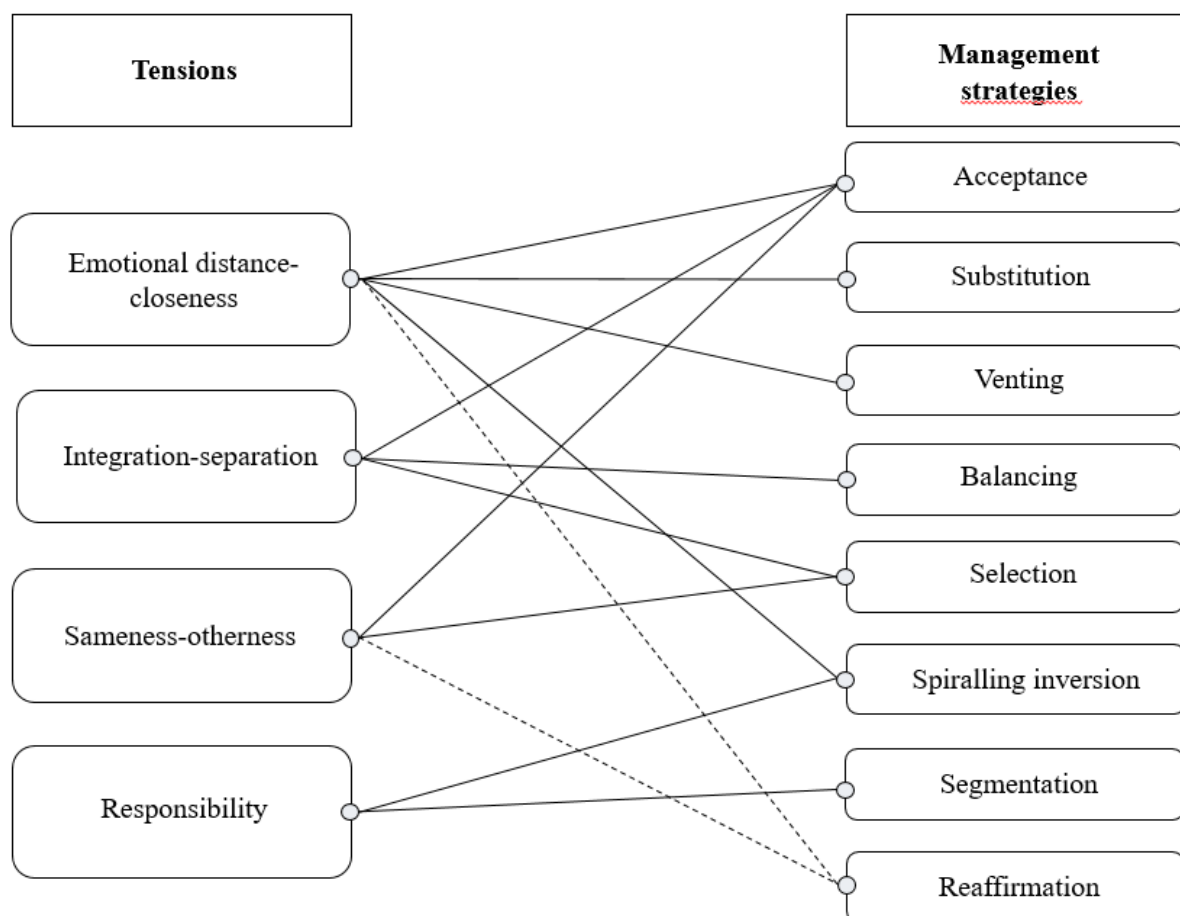 Tensions
Management
strategies
Emotional distance-
closeness
Integration-separation
Sameness-otherness
Responsibility
Acceptance
Substitution
Venting
Balancing
Selection
Spiralling inversion
Segmentation
Reaffirmation